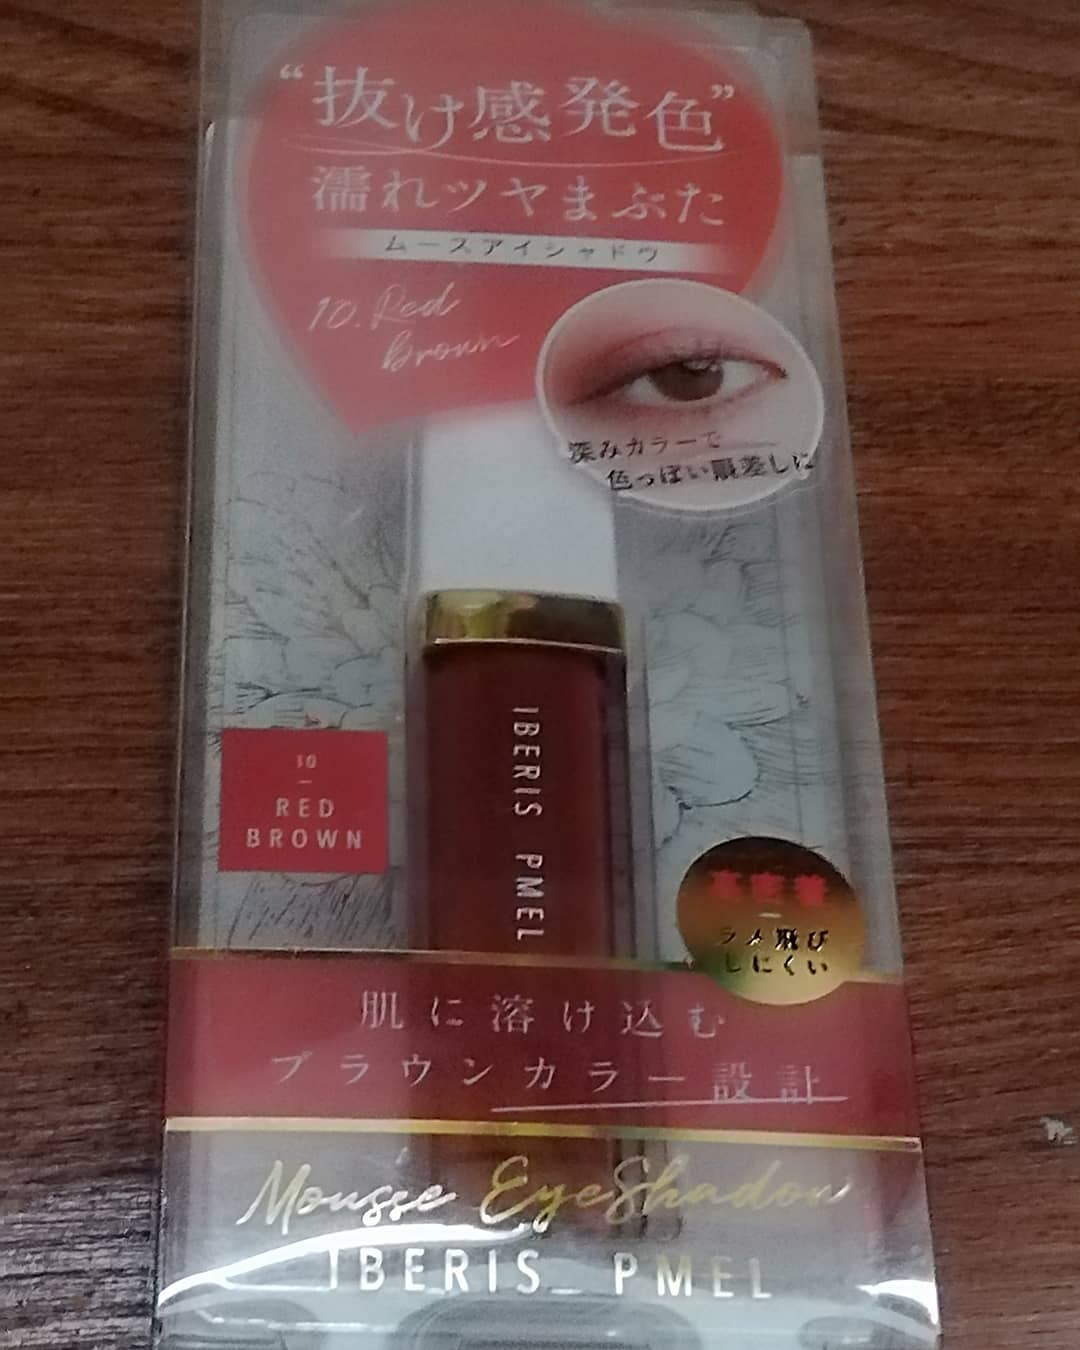 “抜け感発色”
濡れツヤまぶた
ムースアイシャドウ
10. Red
Brown
深みカラーで
色っぽい眼差しに
IBERIS PMEL
10
RED
BROWN
高密着
ラメ飛び
しにくい
肌に溶け込む
ブラウンカラー設計
Mousse EyeShadow
IBERIS PMEL